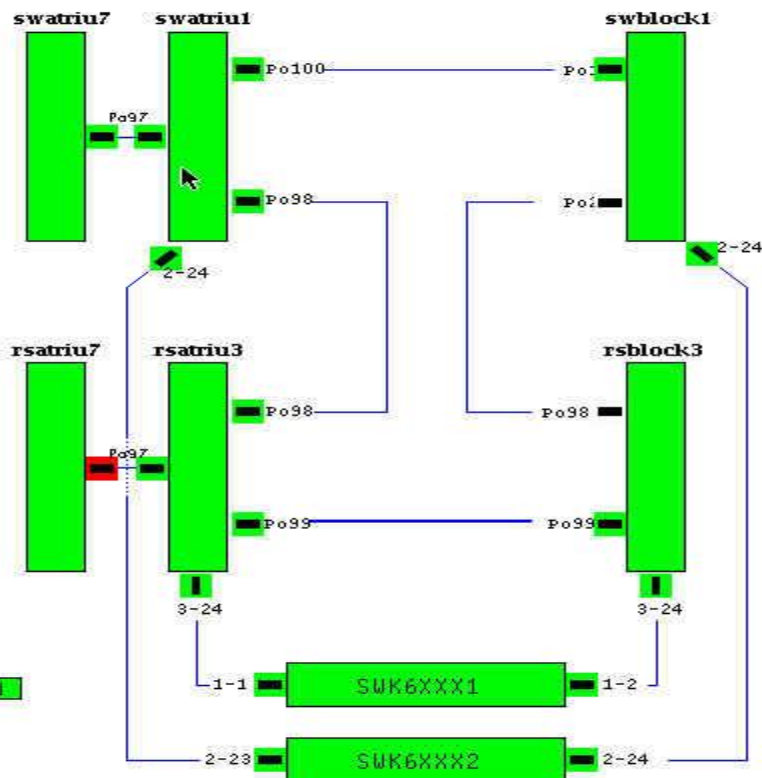 swatriu7 swatriu1 swblock1
Po100
Po97
Po98
2-24 2-24
rsatriu7 rsatriu3 rsblock3
Po98 Po98
Po97
Po99 Po99
3-24 3-24
1-1 SWK6XXX1 1-2
2-23 SWK6XXX2 2-24